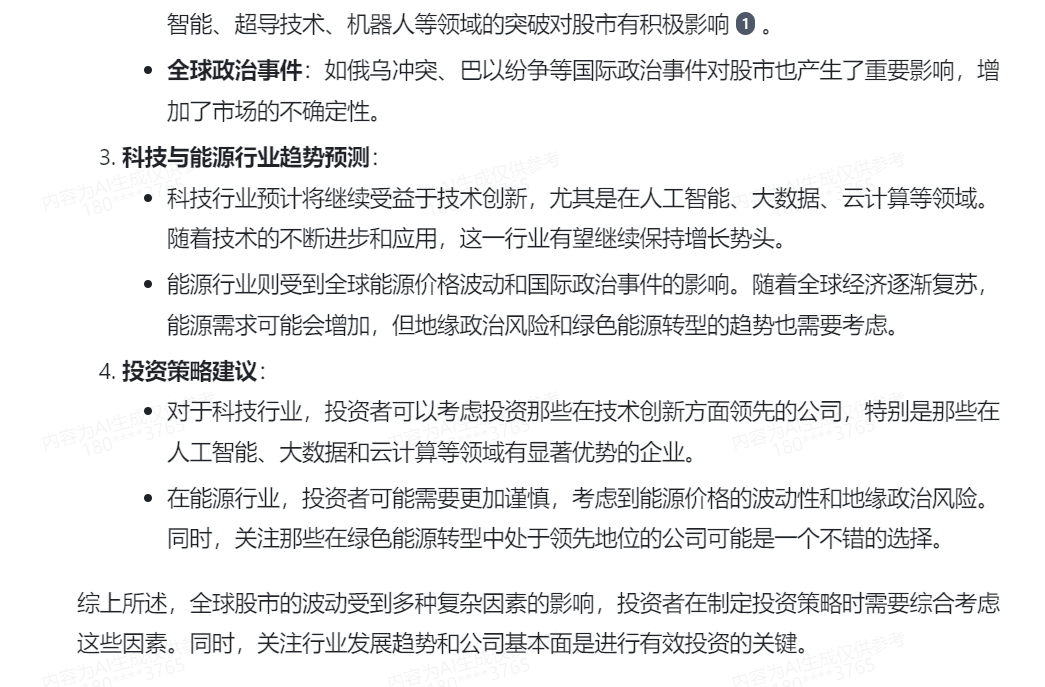 智能、超导技术、机器人等领域的突破对股市有积极影响 1 。
• 全球政治事件：如俄乌冲突、巴以纷争等国际政治事件对股市也产生了重要影响，增
加了市场的不确定性。
3. 科技与能源行业趋势预测：
• 科技行业预计将继续受益于技术创新，尤其是在人工智能、大数据、云计算等领域。
随着技术的不断进步和应用，这一行业有望继续保持增长势头。
• 能源行业则受到全球能源价格波动和国际政治事件的影响。随着全球经济逐渐复苏，
能源需求可能会增加，但地缘政治风险和绿色能源转型的趋势也需要考虑。
4. 投资策略建议：
• 对于科技行业，投资者可以考虑投资那些在技术创新方面领先的公司，特别是那些在
人工智能、大数据和云计算等领域有显著优势的企业。
• 在能源行业，投资者可能需要更加谨慎，考虑到能源价格的波动性和地缘政治风险。
同时，关注那些在绿色能源转型中处于领先地位的公司可能是一个不错的选择。
综上所述，全球股市的波动受到多种复杂因素的影响，投资者在制定投资策略时需要综合考虑
这些因素。同时，关注行业发展趋势和公司基本面是进行有效投资的关键。
内容为AI生成仅供参考
180****3765